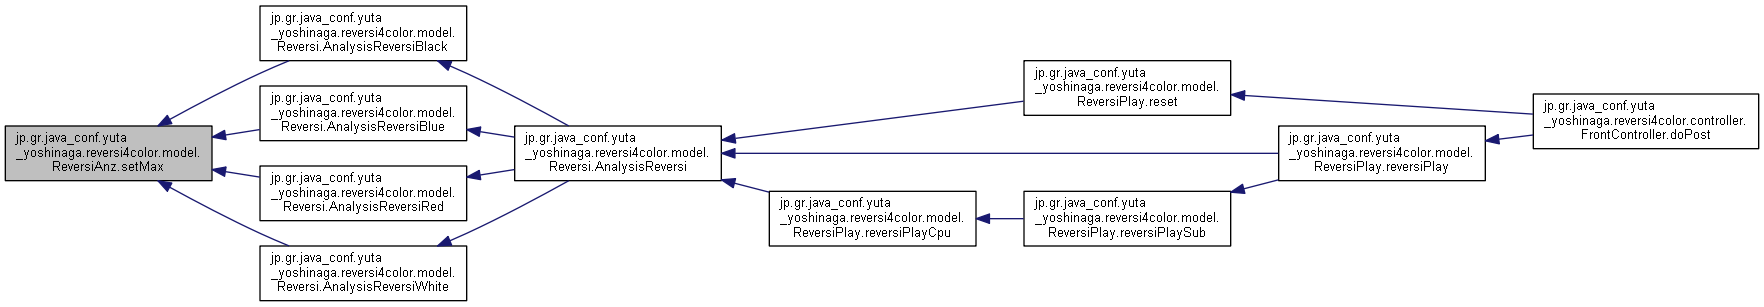 jp.gr.java_conf.yuta
_yoshinaga.reversi4color.model.
ReversiAnz.setMax
jp.gr.java_conf.yuta
_yoshinaga.reversi4color.model.
Reversi.AnalysisReversiBlack
jp.gr.java_conf.yuta
_yoshinaga.reversi4color.model.
Reversi.AnalysisReversiBlue
jp.gr.java_conf.yuta
_yoshinaga.reversi4color.model.
Reversi.AnalysisReversiRed
jp.gr.java_conf.yuta
_yoshinaga.reversi4color.model.
Reversi.AnalysisReversiWhite
jp.gr.java_conf.yuta
_yoshinaga.reversi4color.model.
Reversi.AnalysisReversi
jp.gr.java_conf.yuta
_yoshinaga.reversi4color.model.
ReversiPlay.reset
jp.gr.java_conf.yuta
_yoshinaga.reversi4color.model.
ReversiPlay.reversiPlayCpu
jp.gr.java_conf.yuta
_yoshinaga.reversi4color.model.
ReversiPlay.reversiPlaySub
jp.gr.java_conf.yuta
_yoshinaga.reversi4color.model.
ReversiPlay.reversiPlay
jp.gr.java_conf.yuta
_yoshinaga.reversi4color.controller.
FrontController.doPost